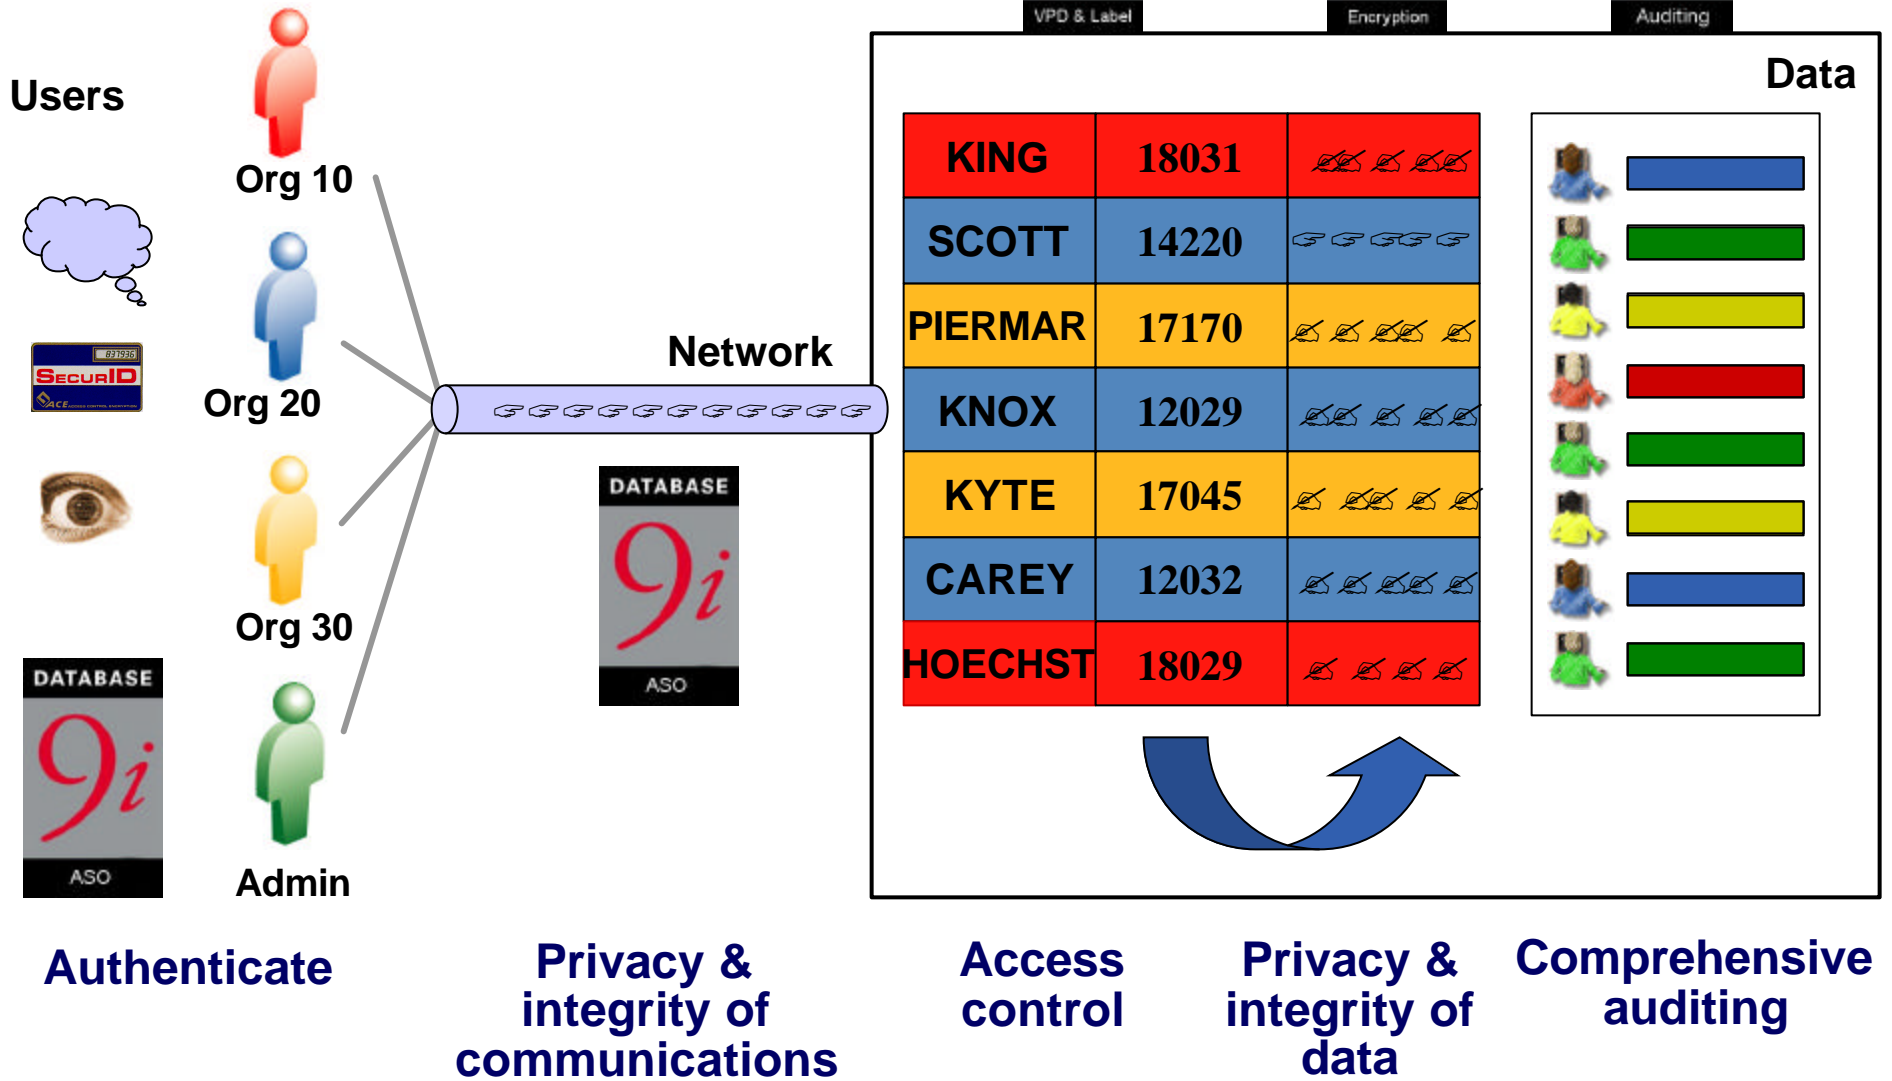 VPD & Label
Encryption
Auditing
Users
Data
Org 10
KING 18031
SCOTT 14220
PIERMAR 17170
KNOX 12029
KYTE 17045
CAREY 12032
HOECHST 18029
837936
SECURID
Org 20
Network
Org 30
DATABASE
9i
ASO
DATABASE
9i
ASO
Admin
Authenticate
Privacy &
integrity of
communications
Access
control
Privacy &
integrity of
data
Comprehensive
auditing